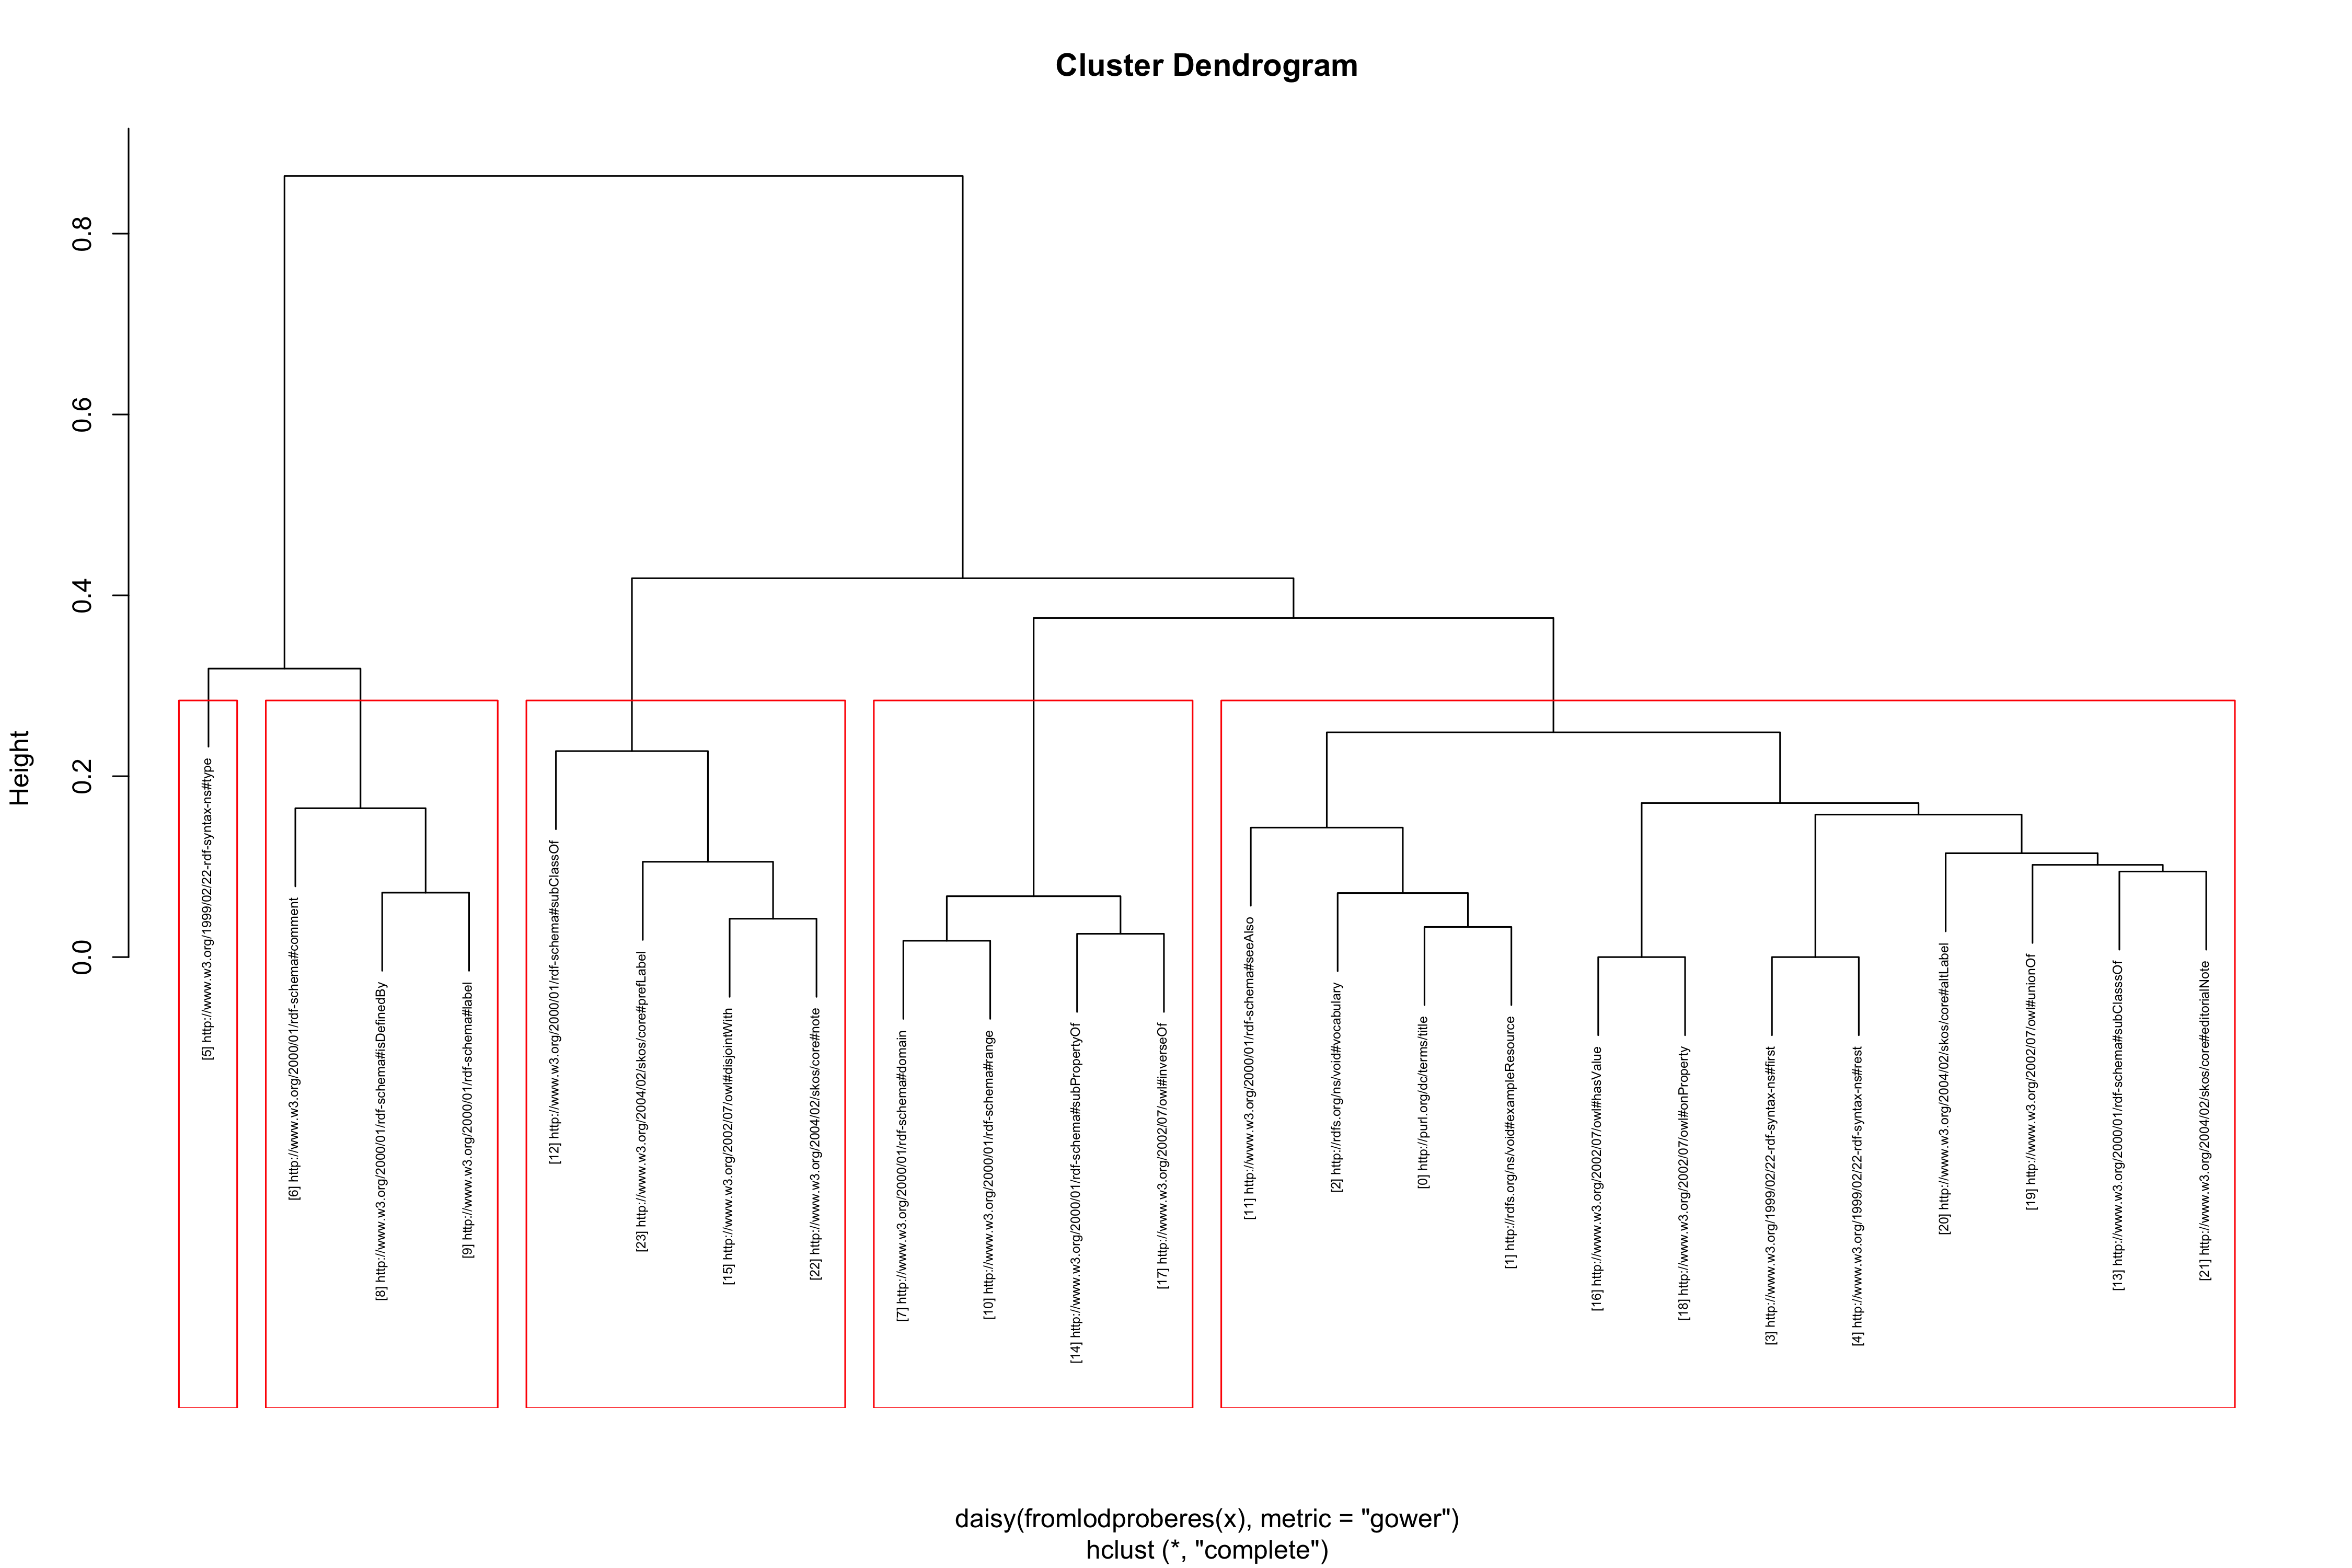 Cluster Dendrogram
Height
0.8
0.6
0.4
0.2
0.0
[5] http://www.w3.org/1999/02/22-rdf-syntax-ns#type
[6] http://www.w3.org/2000/01/rdf-schema#comment
[8] http://www.w3.org/2000/01/rdf-schema#isDefinedBy
[9] http://www.w3.org/2000/01/rdf-schema#label
[12] http://www.w3.org/2000/01/rdf-schema#subClassOf
[23] http://www.w3.org/2004/02/skos/core#prefLabel
[15] http://www.w3.org/2002/07/owl#disjointWith
[22] http://www.w3.org/2004/02/skos/core#note
[7] http://www.w3.org/2000/01/rdf-schema#domain
[10] http://www.w3.org/2000/01/rdf-schema#range
[14] http://www.w3.org/2000/01/rdf-schema#subPropertyOf
[17] http://www.w3.org/2002/07/owl#inverseOf
[11] http://www.w3.org/2000/01/rdf-schema#seeAlso
[2] http://rdfs.org/ns/void#vocabulary
[0] http://purl.org/dc/terms/title
[1] http://rdfs.org/ns/void#exampleResource
[16] http://www.w3.org/2002/07/owl#hasValue
[18] http://www.w3.org/2002/07/owl#onProperty
[3] http://www.w3.org/1999/02/22-rdf-syntax-ns#first
[4] http://www.w3.org/1999/02/22-rdf-syntax-ns#rest
[20] http://www.w3.org/2004/02/skos/core#altLabel
[19] http://www.w3.org/2002/07/owl#unionOf
[13] http://www.w3.org/2000/01/rdf-schema#subClasssOf
[21] http://www.w3.org/2004/02/skos/core#editorialNote
daisy(fromlodproberes(x), metric = "gower")
hclust (*, "complete")